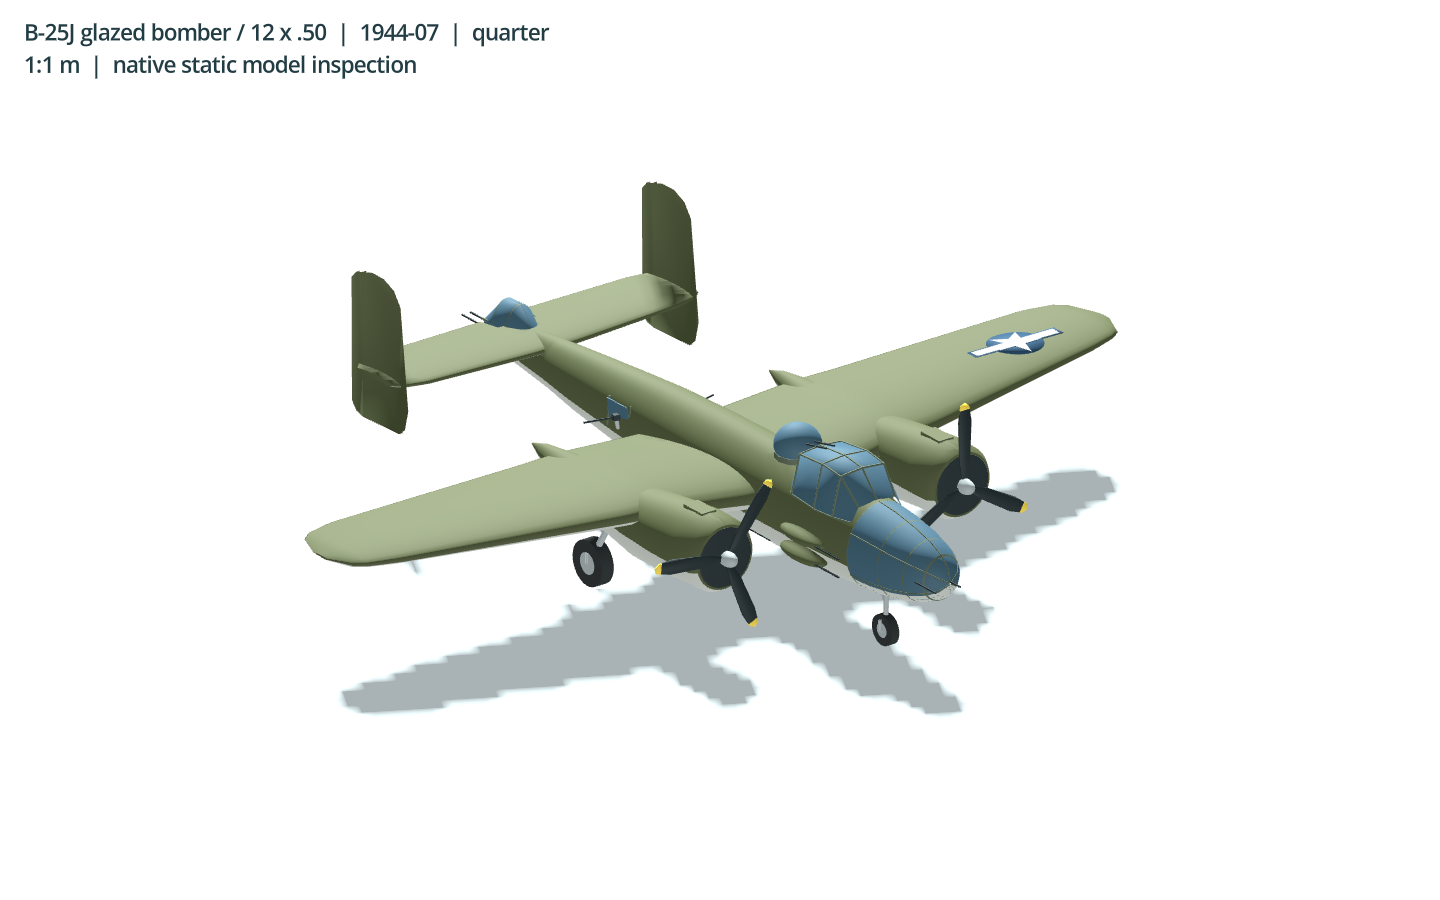 B-25J glazed bomber / 12 x .50 | 1944-07 | quarter
1:1 m | native static model inspection